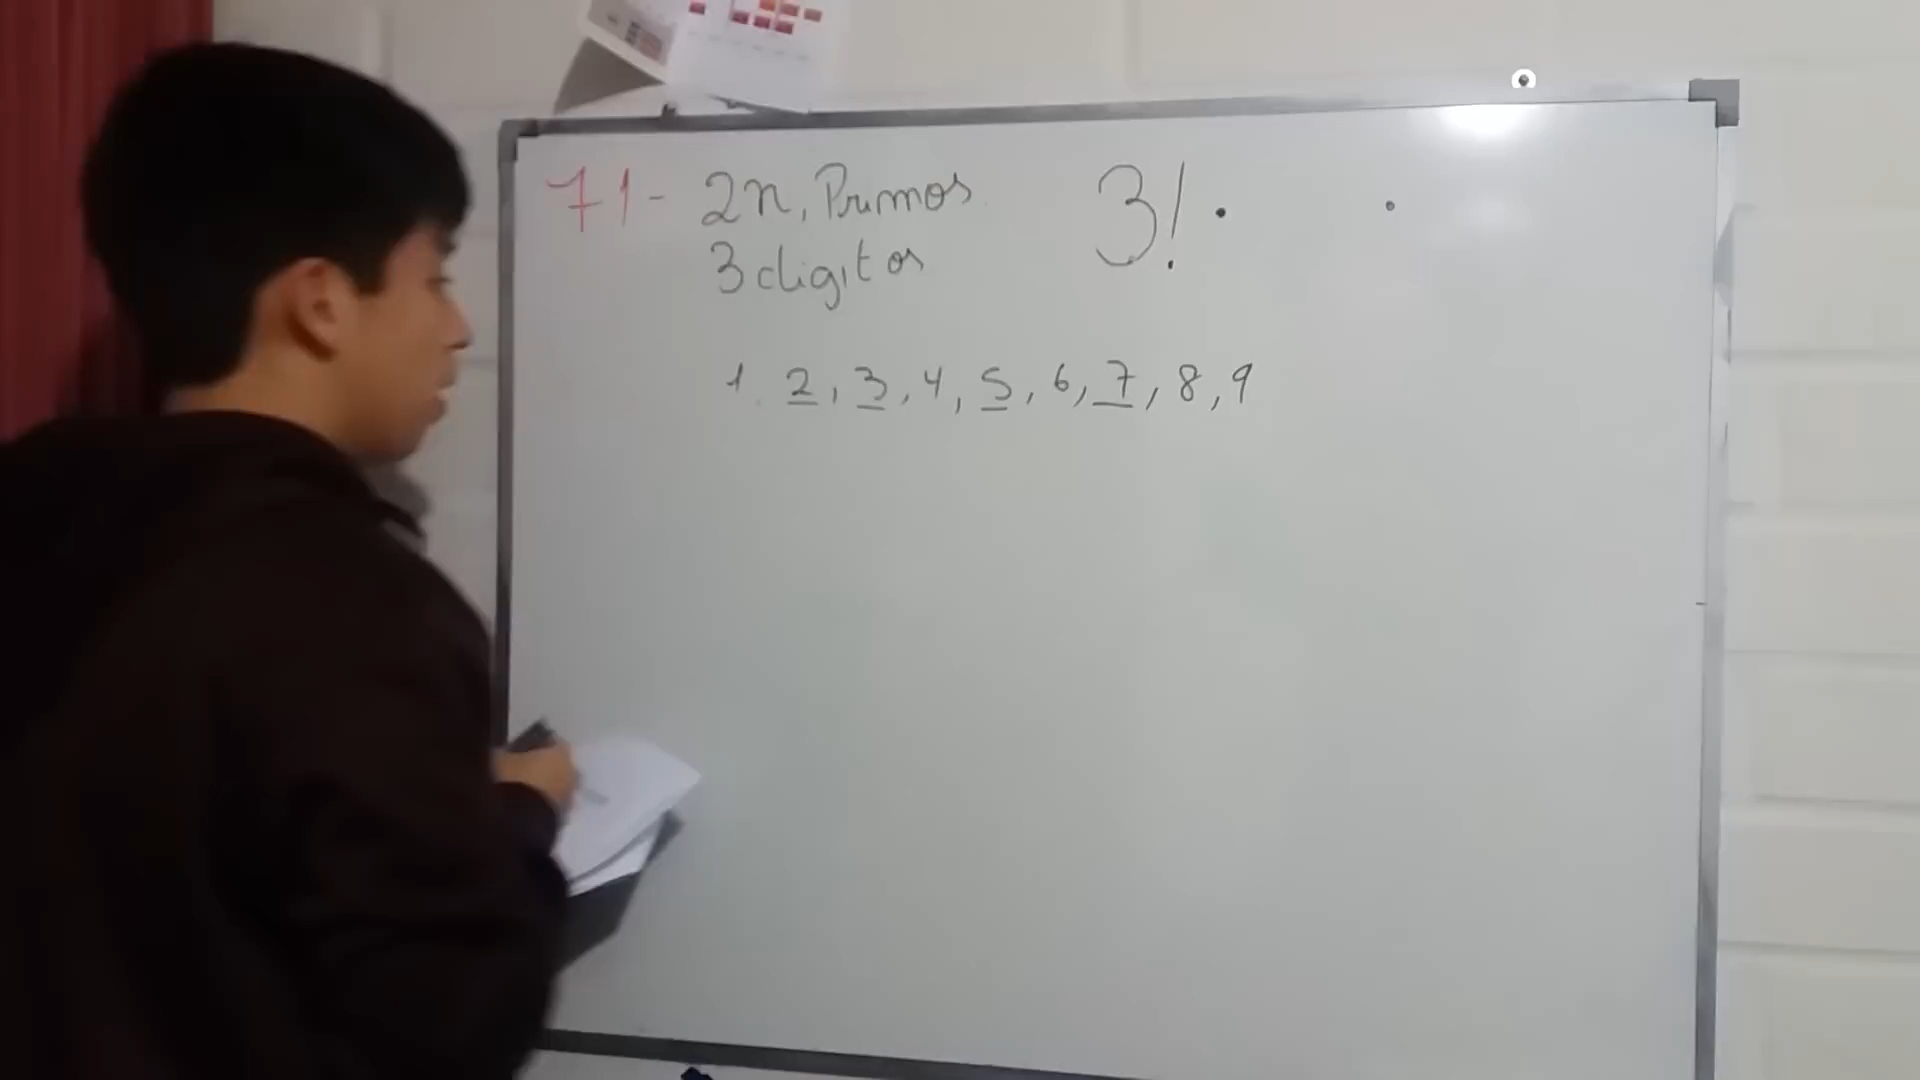 71- 2n, Primos
3 digitos
3! · ·
1. 2, 3, 4, 5, 6, 7, 8, 9